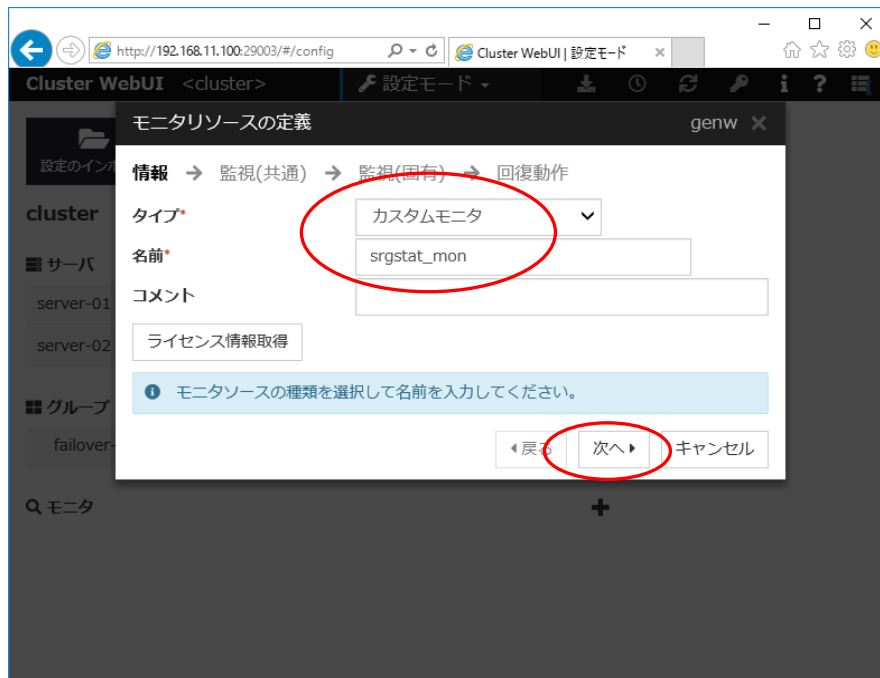 http://192.168.11.100:29003/#/config
Cluster WebUI | 設定モード
Cluster WebUI <cluster> 設定モード
モニタリソースの定義 genw
設定のインポ
情報 → 監視(共通) → 監視(固有) → 回復動作
cluster
タイプ* カスタムモニタ
名前* srgstat_mon
サーバ
コメント
server-01
ライセンス情報取得
server-02
モニタソースの種類を選択して名前を入力してください。
グループ
failover-
戻る 次へ キャンセル
モニタ